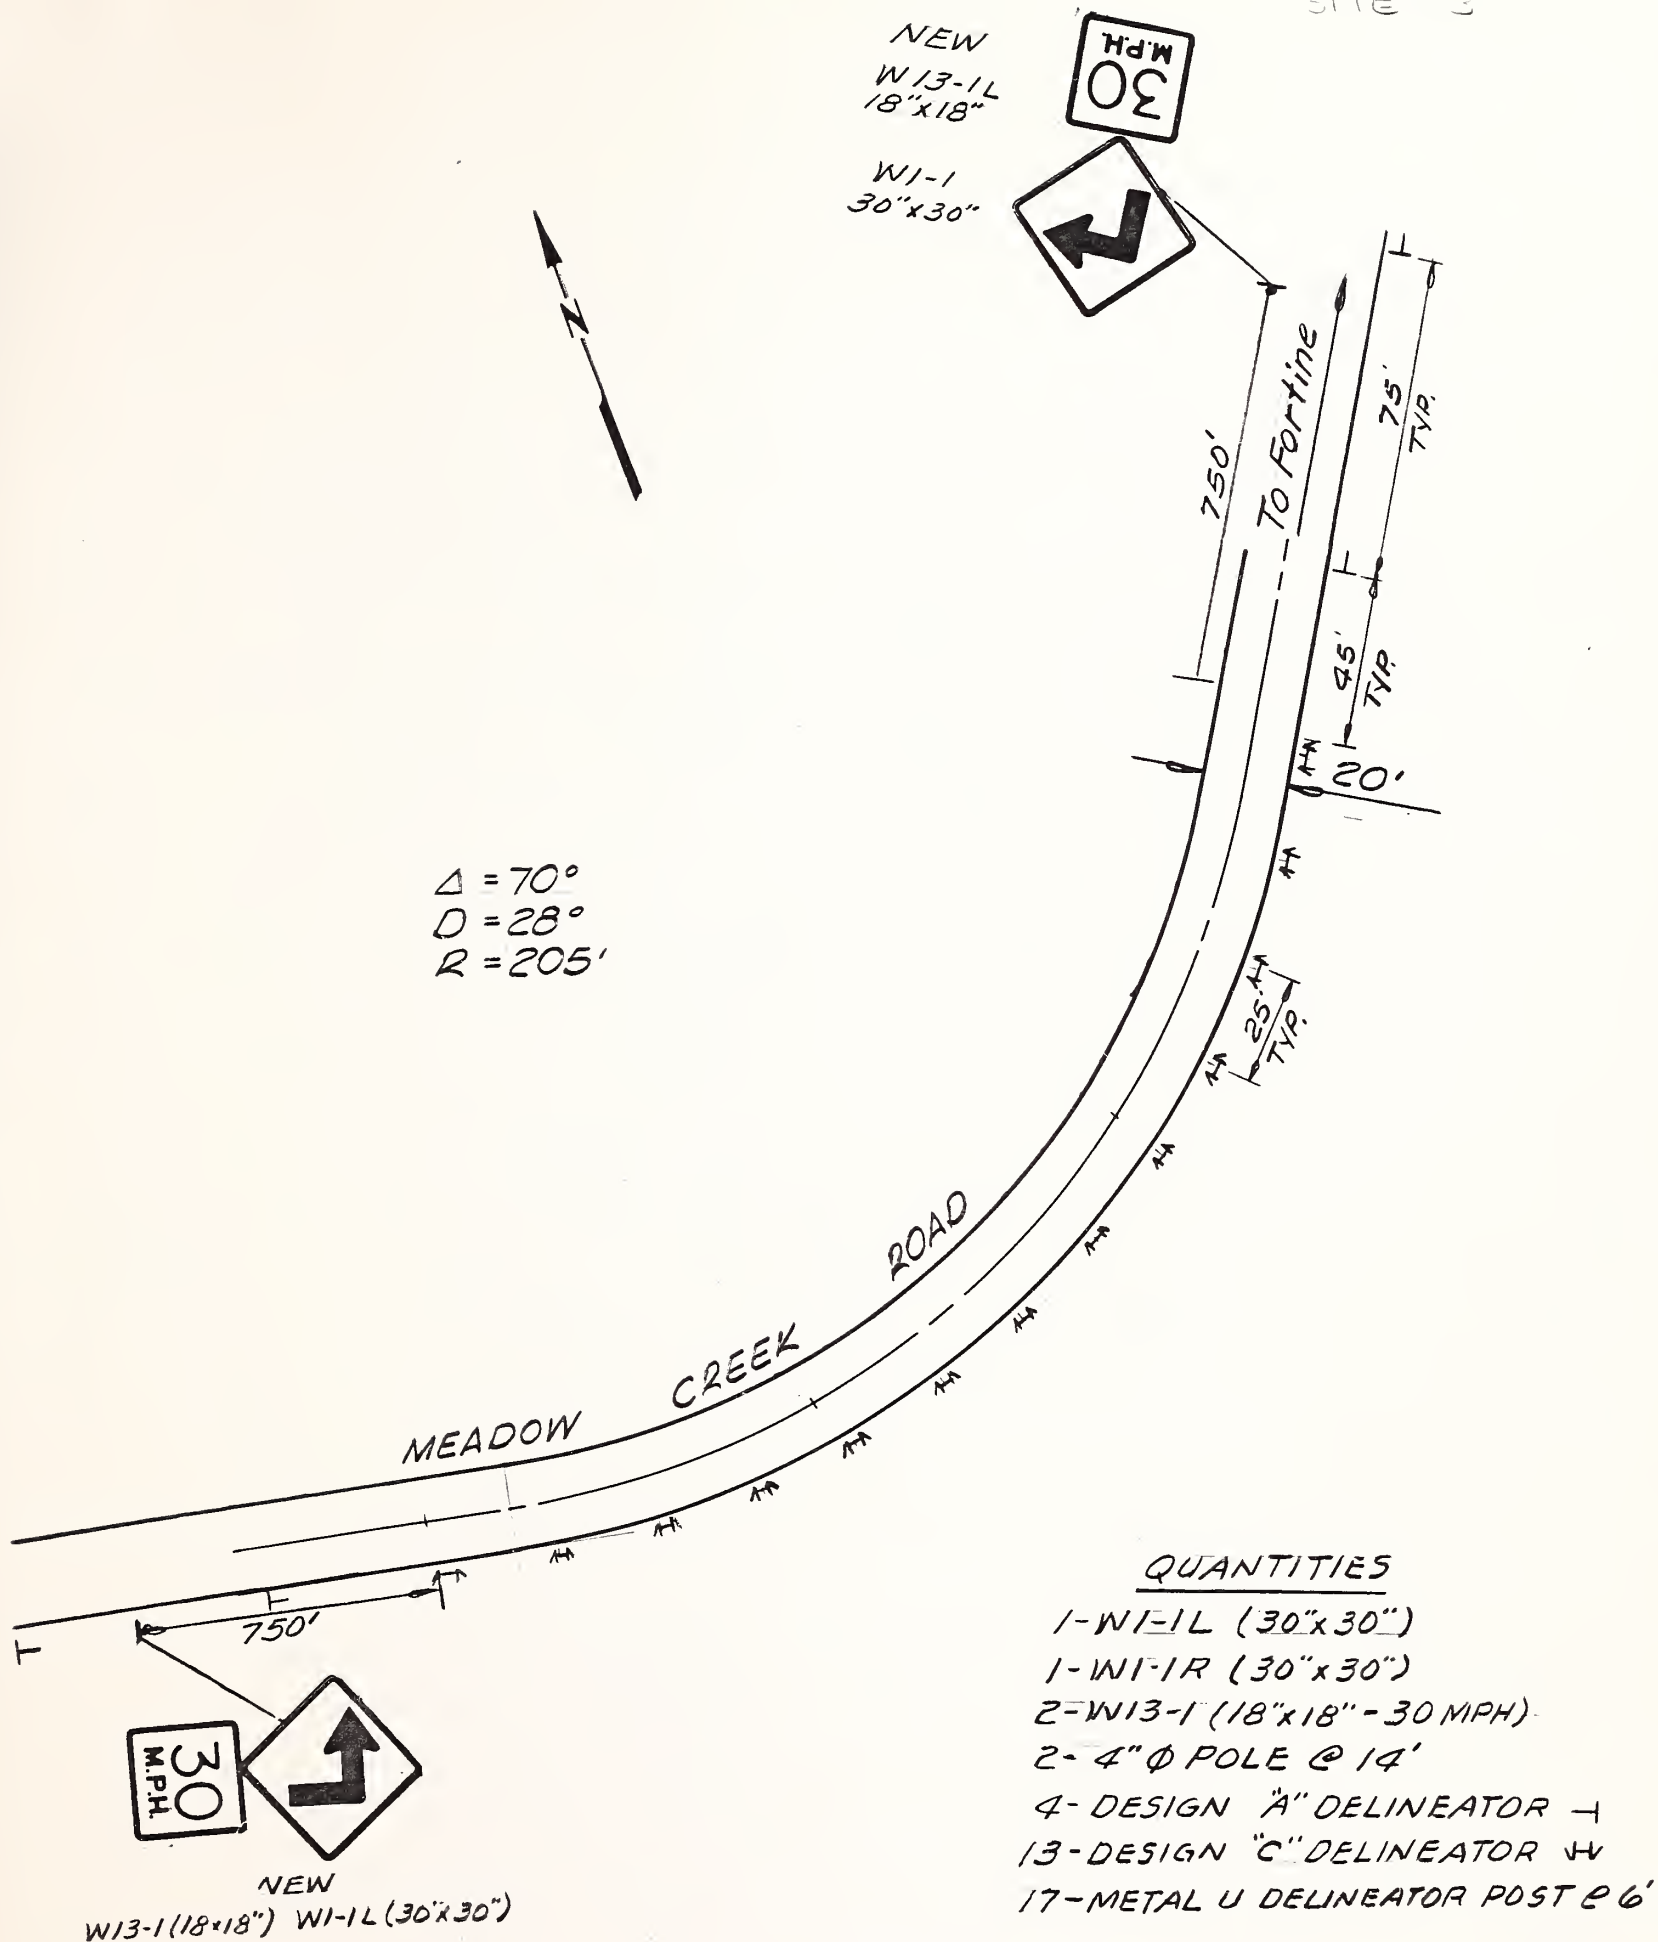 SITE 3
NEW
W13-1L
18"x18"
30
M.P.H.
W1-1
30"x30"
N
To Fortine
750'
75'
TYP.
45'
TYP.
20'
Δ = 70°
D = 28°
R = 205'
25'
TYP.
MEADOW CREEK ROAD
750'
30
M.P.H.
NEW
W13-1(18x18") W1-1L(30"x30")
QUANTITIES
1-W1-1L (30"x30")
1-W1-1R (30"x30")
2-W13-1 (18"x18"-30 MPH)
2- 4"Φ POLE @ 14'
4- DESIGN "A" DELINEATOR
13-DESIGN "C" DELINEATOR
17-METAL U DELINEATOR POST @ 6'